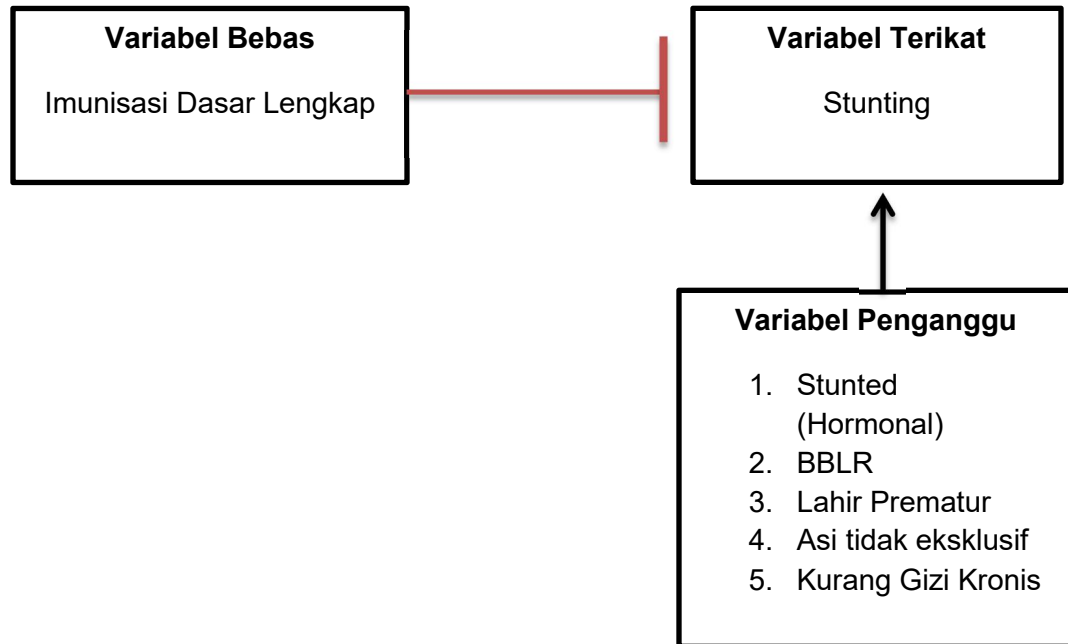 Variabel Bebas
Imunisasi Dasar Lengkap
Variabel Terikat
Stunting
Variabel Penganggu
1. Stunted
(Hormonal)
2. BBLR
3. Lahir Prematur
4. Asi tidak eksklusif
5. Kurang Gizi Kronis